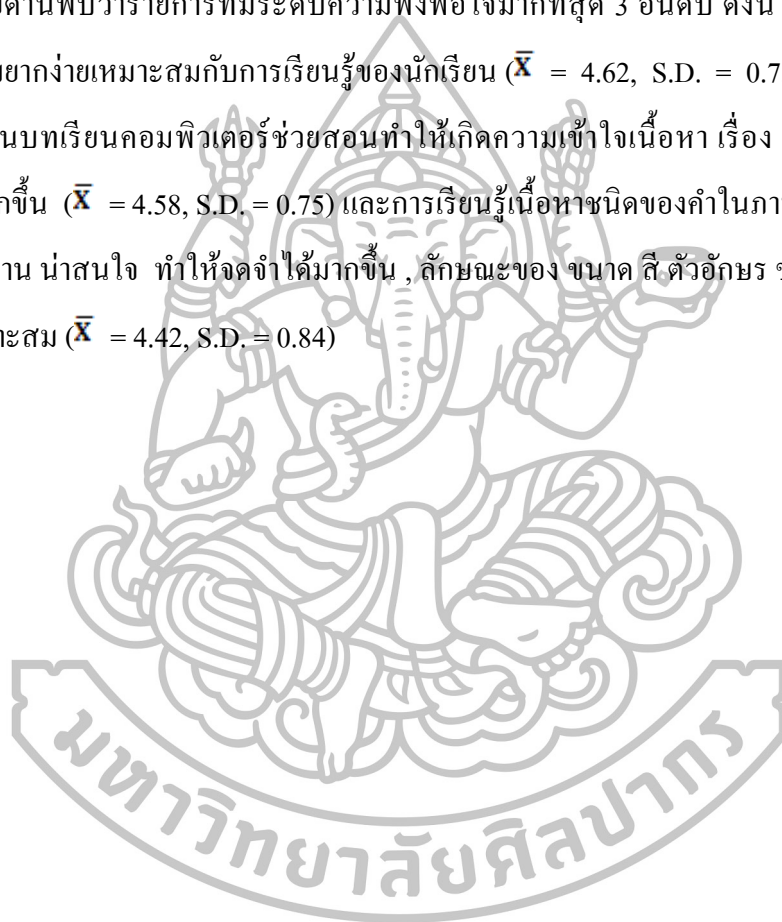 ด้านพบว่ารายการที่มีระดับความพึงพอใจมากที่สุด 3 อันดับ ดังนี้
ยากง่ายเหมาะสมกับการเรียนรู้ของนักเรียน (x̄ = 4.62, S.D. = 0.7
บทเรียนคอมพิวเตอร์ช่วยสอนทำให้เกิดความเข้าใจเนื้อหา เรื่อง
กขึ้น (x̄ = 4.58, S.D. = 0.75) และการเรียนรู้เนื้อหาชนิดของคำในภา
น่าสนใจ ทำให้จดจำได้มากขึ้น , ลักษณะของ ขนาด สี ตัวอักษร
(x̄ = 4.42, S.D. = 0.84)
มหาวิทยาลัยศิลปากร